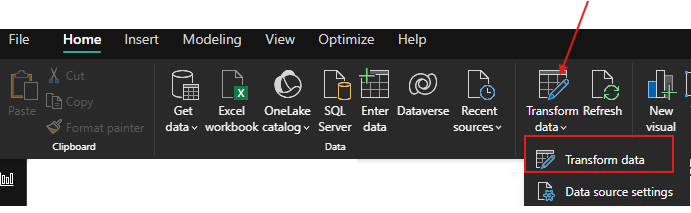 File Home Insert Modeling View Optimize Help
Paste
Cut
Copy
Format painter
Clipboard
Get data
Excel workbook
OneLake catalog
SQL Server
Enter data
Dataverse
Recent sources
Data
Transform data
Refresh
New visual
Transform data
Data source settings